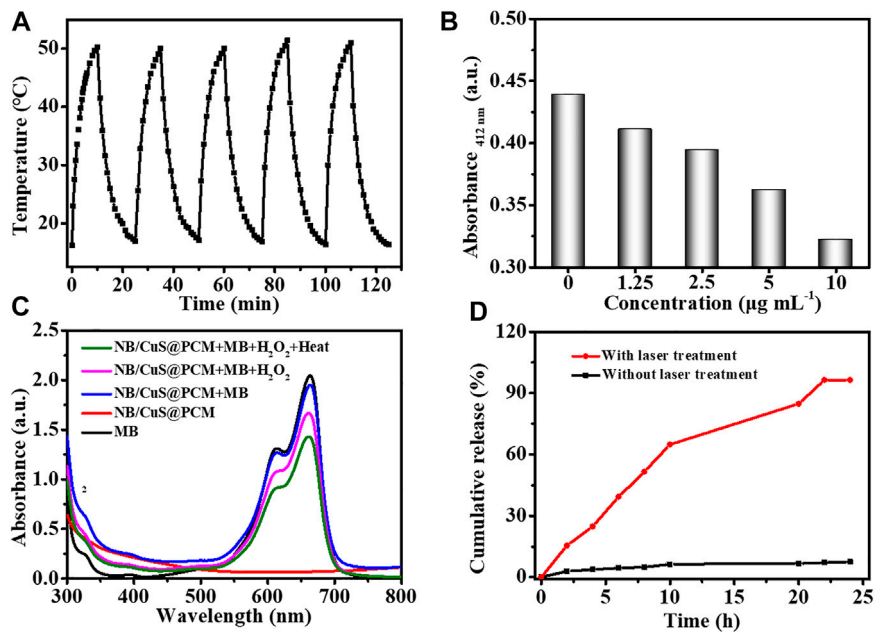 A
Temperature (℃)
50
40
30
20
0 20 40 60 80 100 120
Time (min)
B
Absorbance 412 nm (a.u.)
0.50
0.45
0.40
0.35
0.30
0 1.25 2.5 5 10
Concentration (µg mL⁻¹)
C
Absorbance (a.u.)
2.5
2.0
1.5
1.0
0.5
0.0
NB/CuS@PCM+MB+H₂O₂+Heat
NB/CuS@PCM+MB+H₂O₂
NB/CuS@PCM+MB
NB/CuS@PCM
MB
2
300 400 500 600 700 800
Wavelength (nm)
D
Cumulative release (%)
120
90
60
30
0
With laser treatment
Without laser treatment
0 5 10 15 20 25
Time (h)